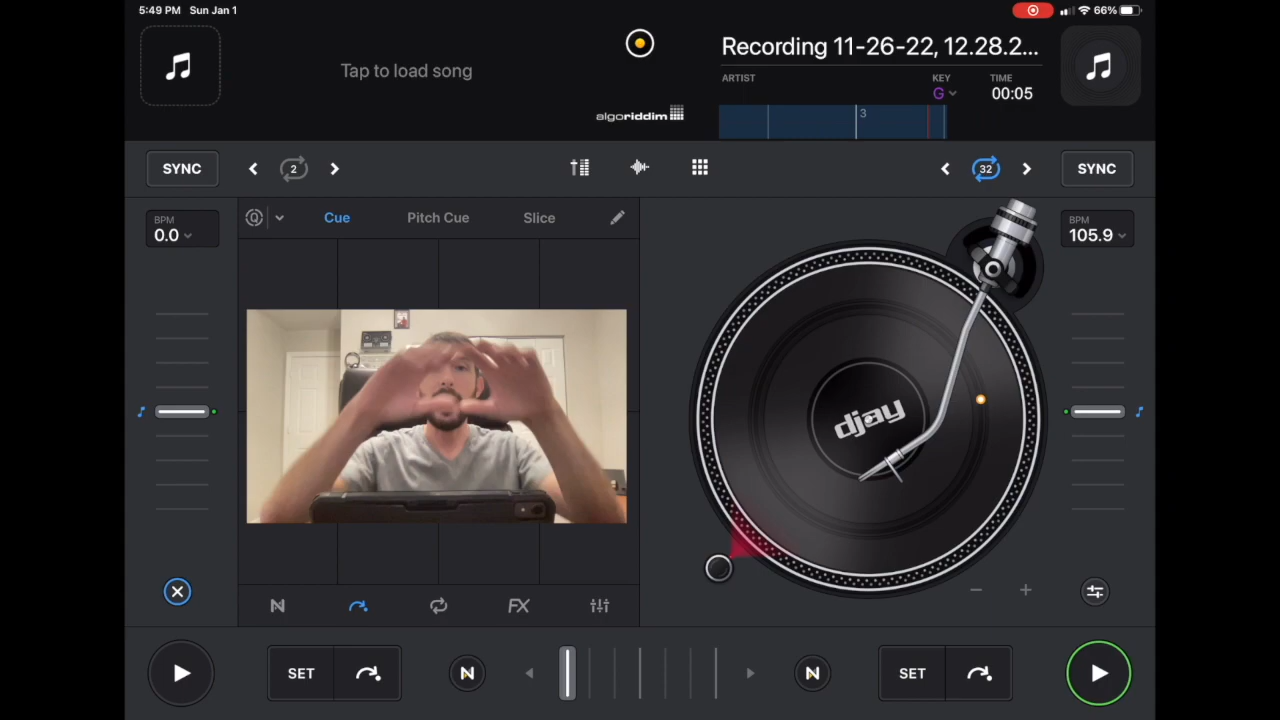 5:49 PM Sun Jan 1
66%
Tap to load song
algoriddim
Recording 11-26-22, 12.28.2...
ARTIST
KEY
TIME
G
00:05
3
SYNC
2
32
SYNC
BPM
0.0
Cue
Pitch Cue
Slice
BPM
105.9
djay
FX
SET
N
N
SET